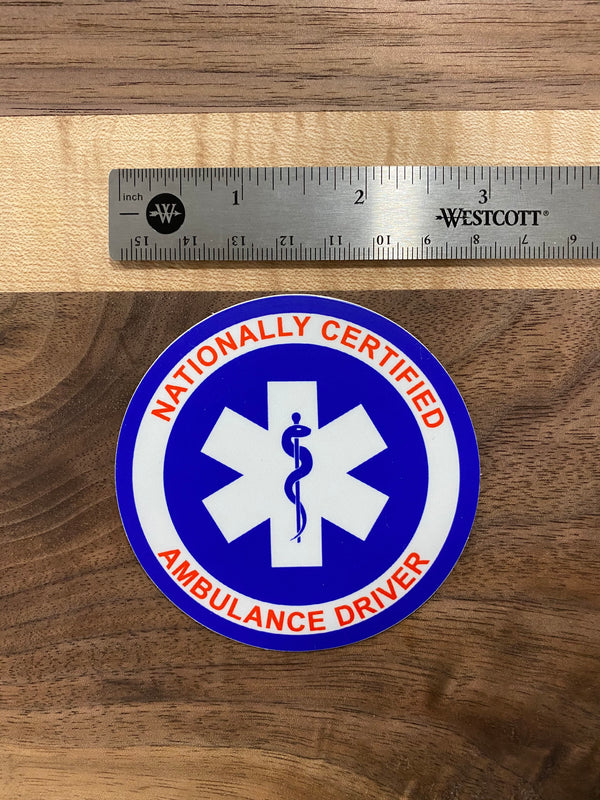 inch 1 2 3
W WESTCOTT®
15 14 13 12 11 10 9 8 7 6
NATIONALLY CERTIFIED
AMBULANCE DRIVER